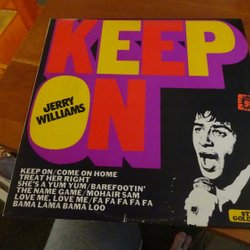 KEEP
ON
JERRY
WILLIAMS
KEEP ON/COME ON HOME
TREAT HER RIGHT
SHE'S A YUM YUM/BAREFOOTIN'
THE NAME GAME/MOHAIR SAM
LOVE ME, LOVE ME/FA FA FA FA FA
BAMA LAMA BAMA LOO
GOLD